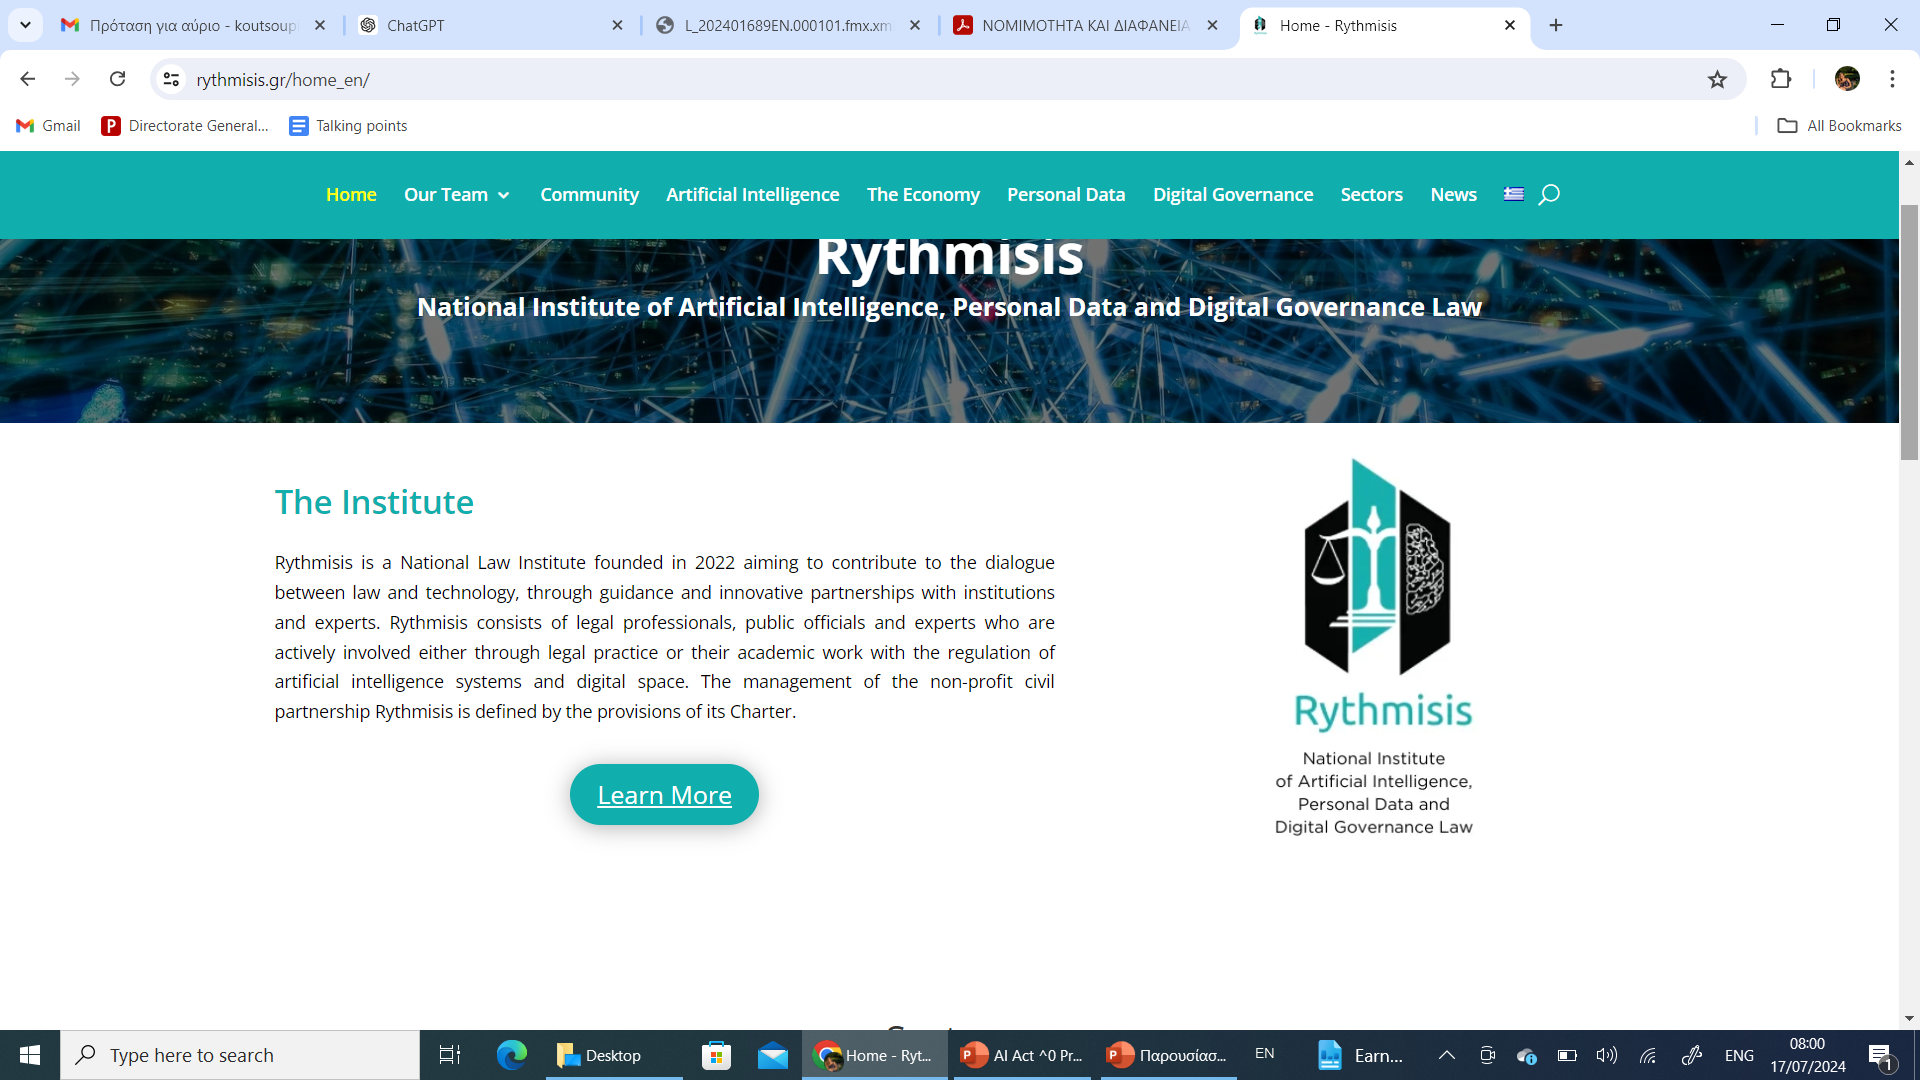 Πρόταση για αύριο - koutsoup
ChatGPT
L_202401689EN.000101.fmx.xm
ΝΟΜΙΜΟΤΗΤΑ ΚΑΙ ΔΙΑΦΑΝΕΙΑ
Home - Rythmisis
rythmisis.gr/home_en/
Gmail
Directorate General...
Talking points
All Bookmarks
Home
Our Team
Community
Artificial Intelligence
The Economy
Personal Data
Digital Governance
Sectors
News
Rythmisis
National Institute of Artificial Intelligence, Personal Data and Digital Governance Law
The Institute
Rythmisis is a National Law Institute founded in 2022 aiming to contribute to the dialogue
between law and technology, through guidance and innovative partnerships with institutions
and experts. Rythmisis consists of legal professionals, public officials and experts who are
actively involved either through legal practice or their academic work with the regulation of
artificial intelligence systems and digital space. The management of the non-profit civil
partnership Rythmisis is defined by the provisions of its Charter.
Learn More
Rythmisis
National Institute
of Artificial Intelligence,
Personal Data and
Digital Governance Law
Type here to search
Desktop
Home - Ryt...
AI Act ^0 Pr...
Παρουσίασ...
EN
Earn...
ENG
08:00
17/07/2024
1